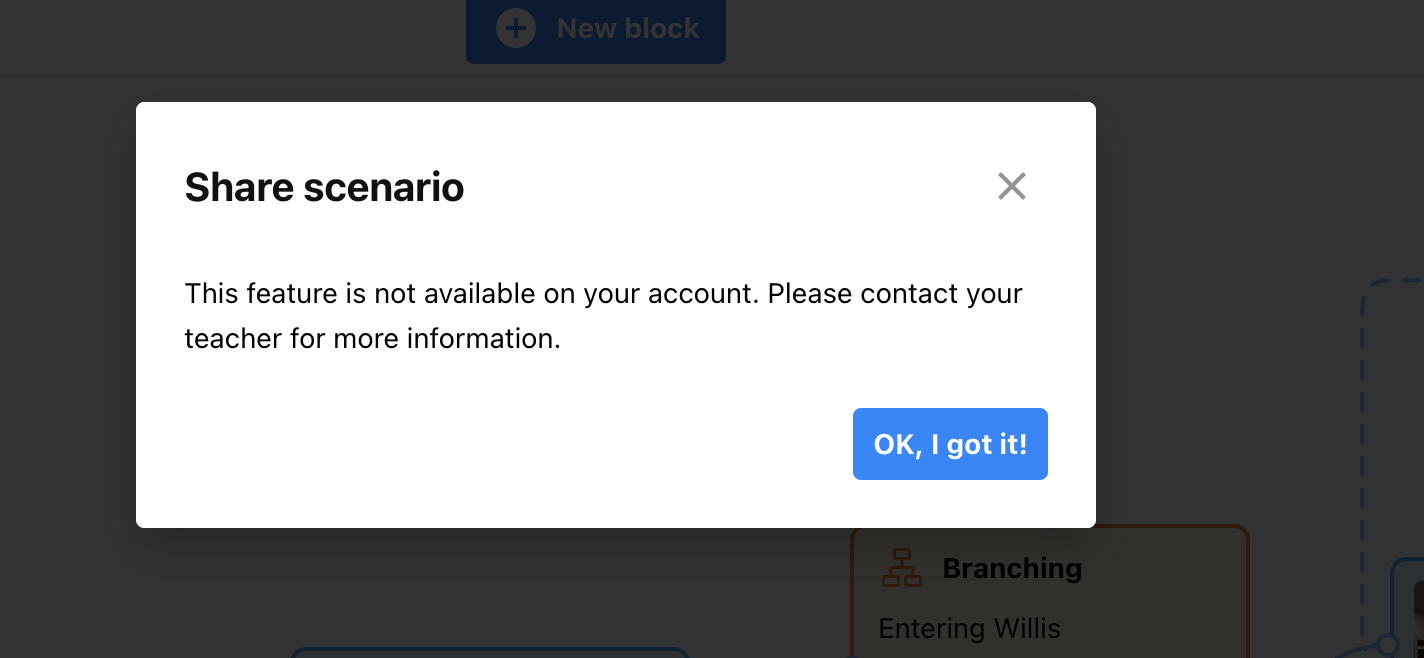 New block
Share scenario
This feature is not available on your account. Please contact your
teacher for more information.
OK, I got it!
Branching
Entering Willis